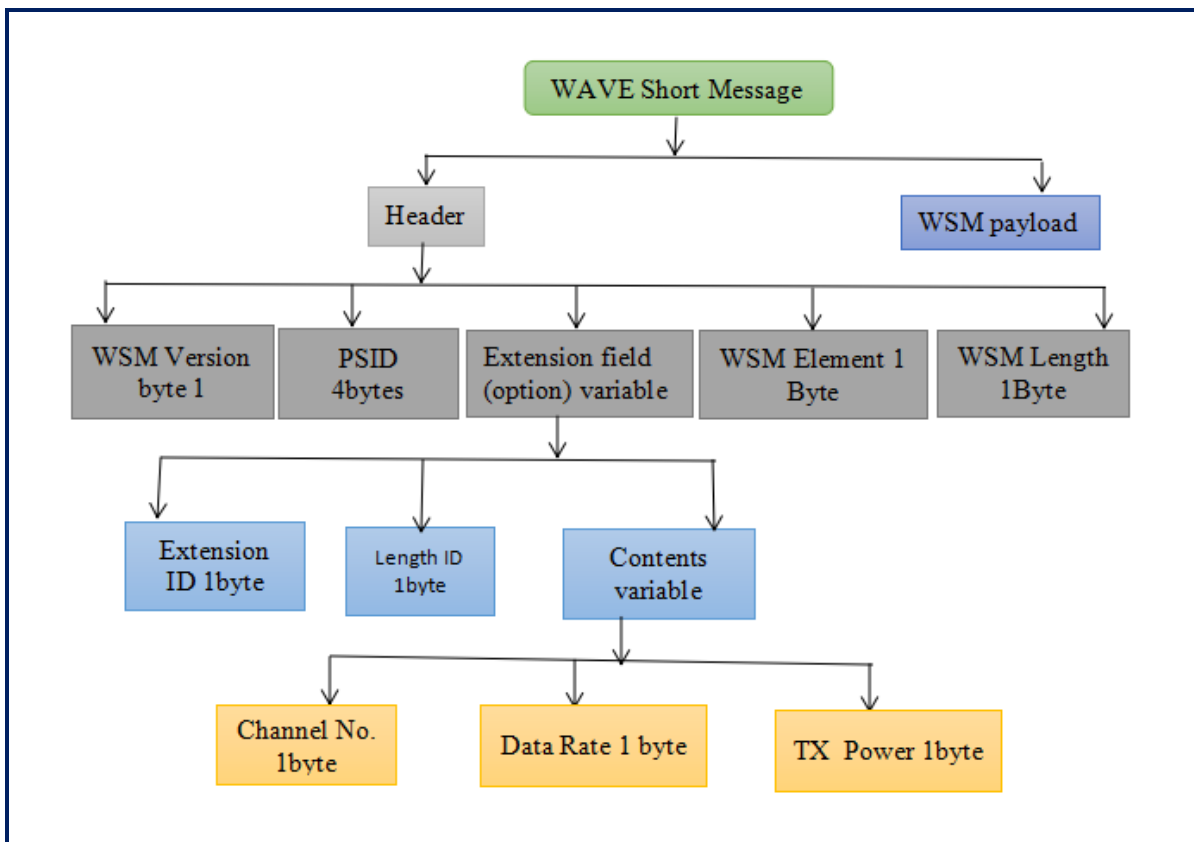 WAVE Short Message
Header
WSM payload
WSM Version
byte 1
PSID
4bytes
Extension field
(option) variable
WSM Element 1
Byte
WSM Length
1Byte
Extension
ID 1byte
Length ID
1byte
Contents
variable
Channel No.
1byte
Data Rate 1 byte
TX Power 1byte